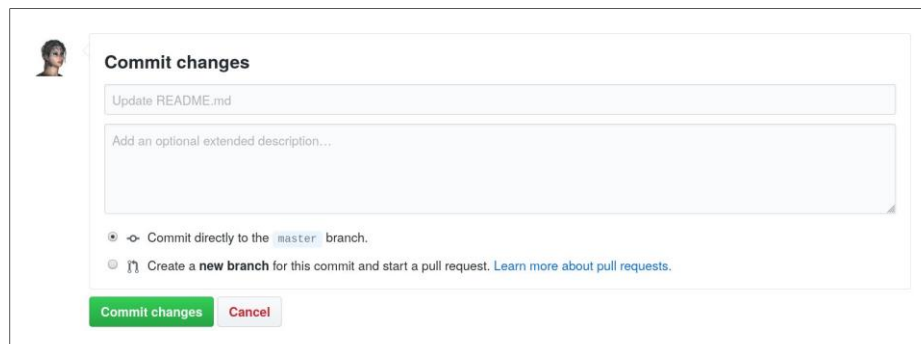 Commit changes
Update README.md
Add an optional extended description…
Commit directly to the master branch.
Create a new branch for this commit and start a pull request. Learn more about pull requests.
Commit changes Cancel